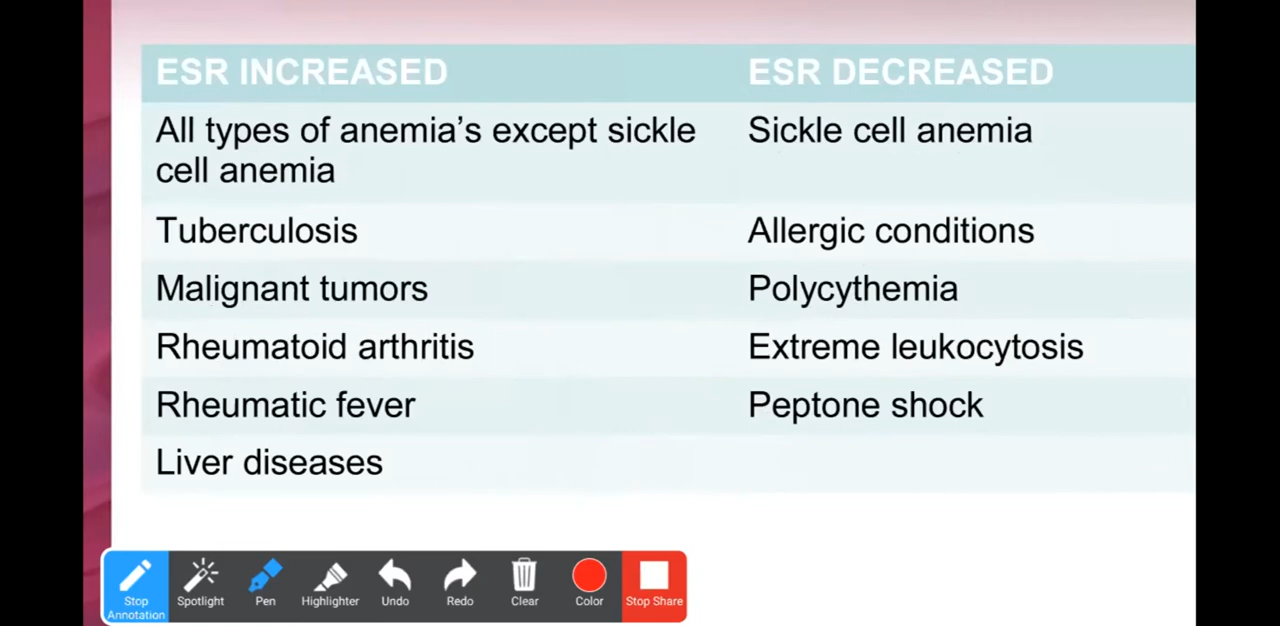 ESR INCREASED
ESR DECREASED
All types of anemia's except sickle
cell anemia
Sickle cell anemia
Tuberculosis
Allergic conditions
Malignant tumors
Polycythemia
Rheumatoid arthritis
Extreme leukocytosis
Rheumatic fever
Peptone shock
Liver diseases
Stop
Annotation
Spotlight
Pen
Highlighter
Undo
Redo
Clear
Color
Stop Share